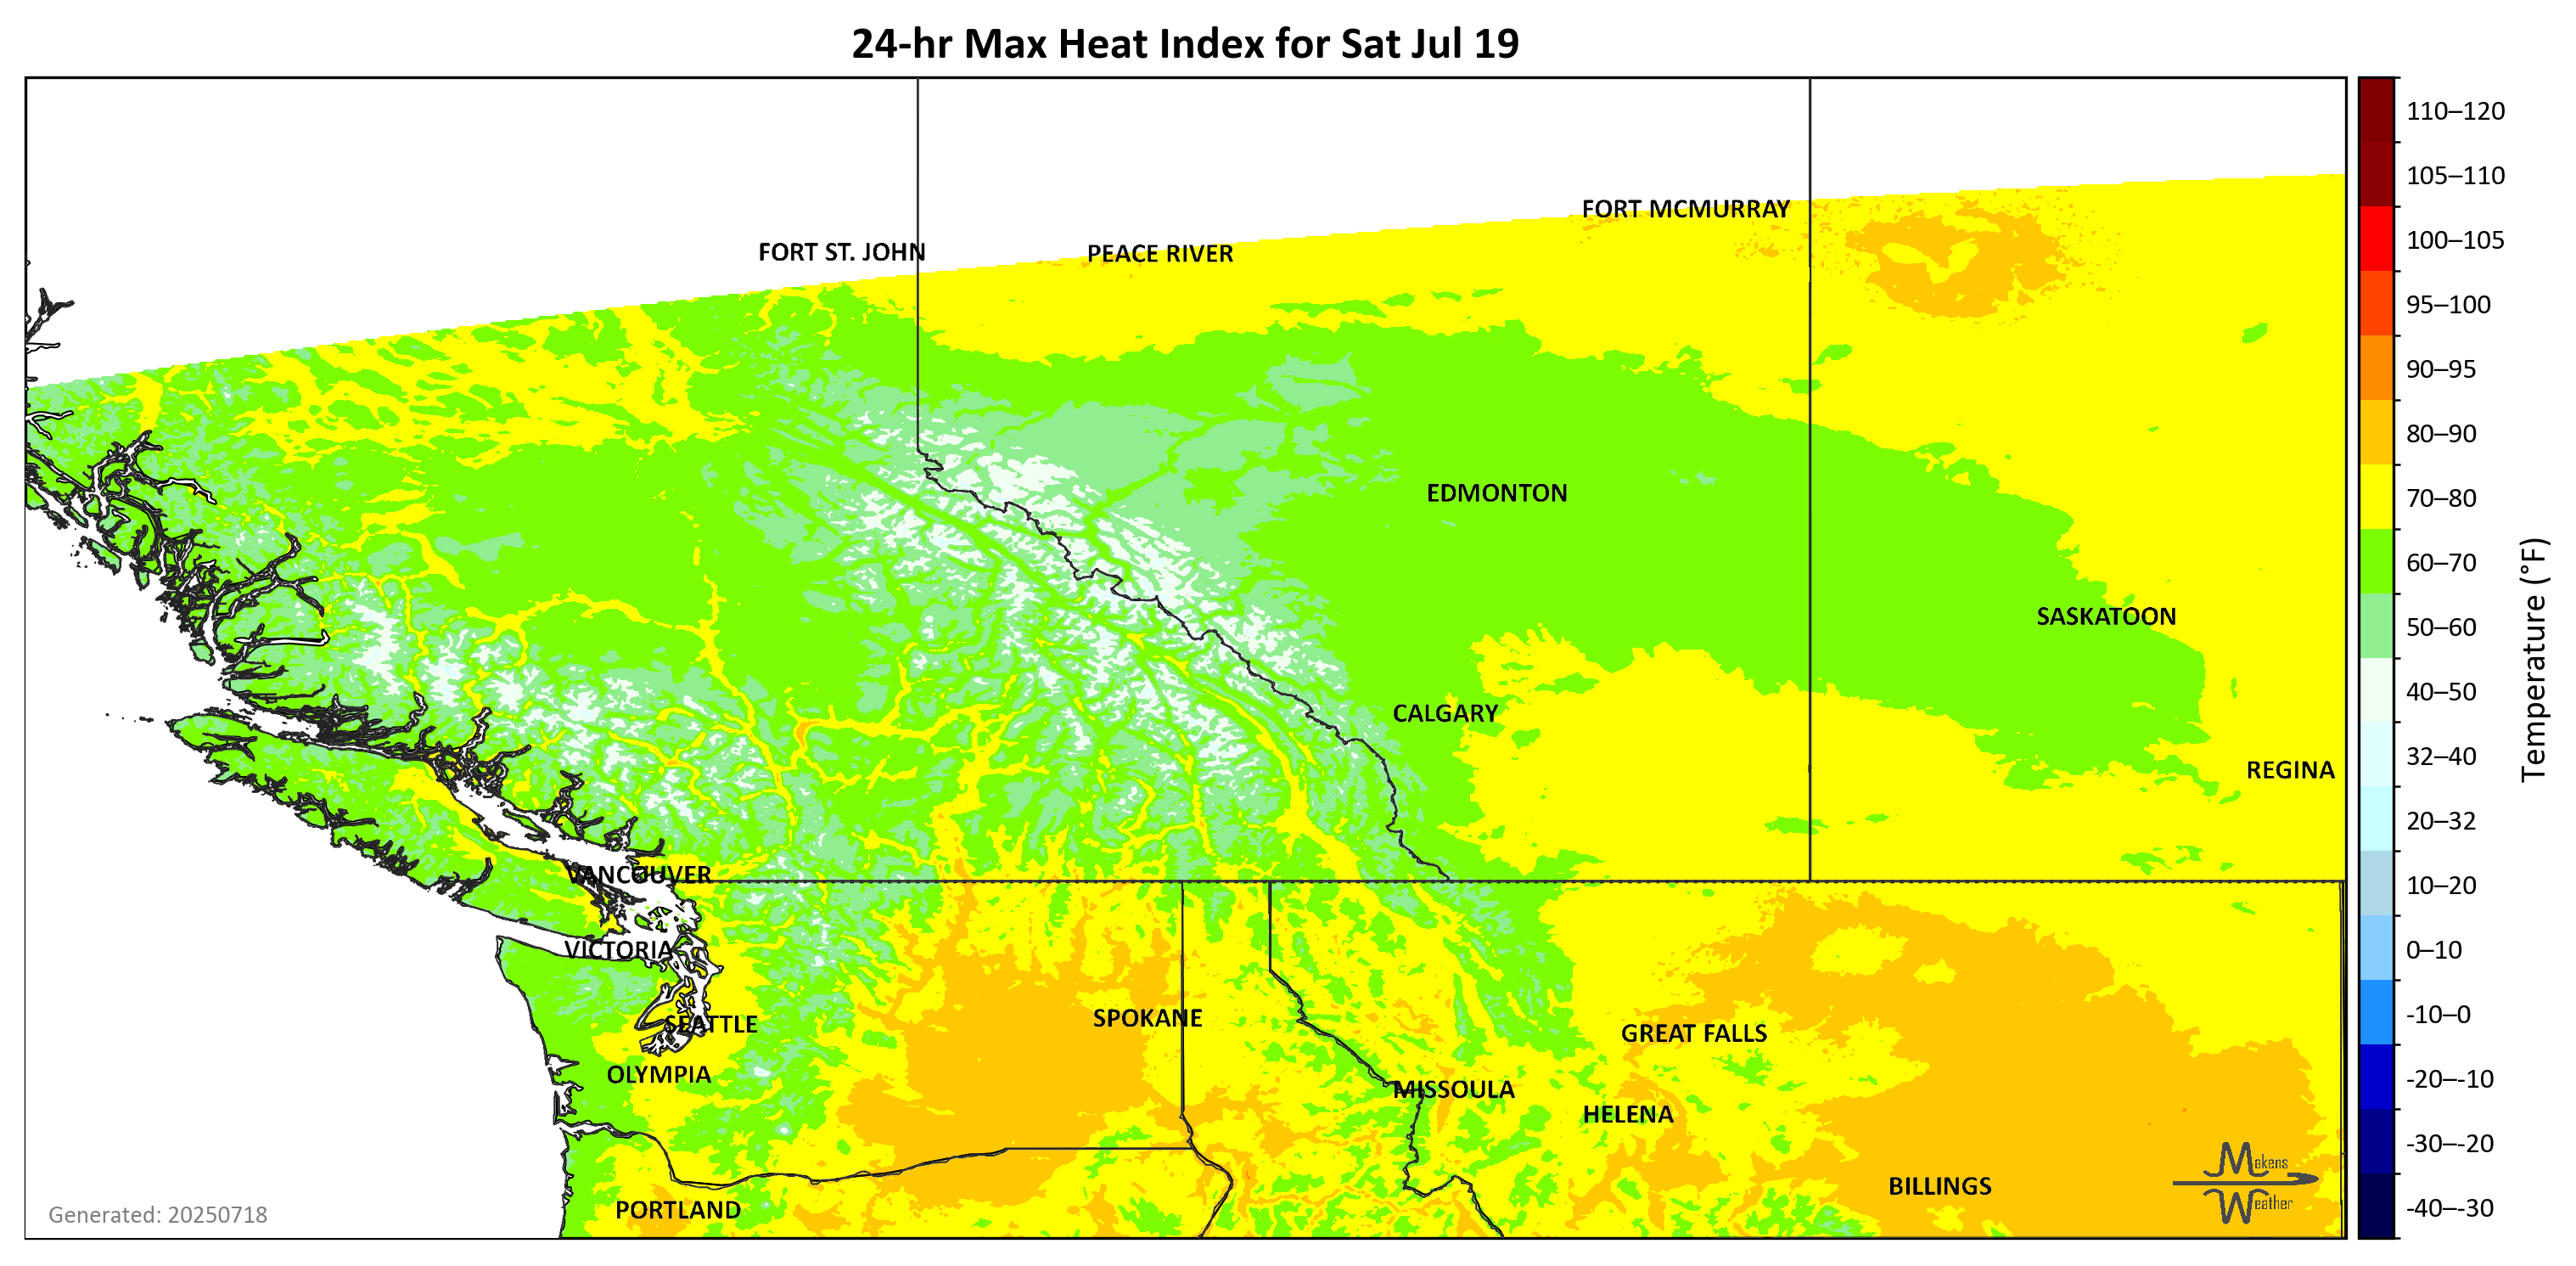 24-hr Max Heat Index for Sat Jul 19
110–120
105–110
FORT MCMURRAY
100–105
FORT ST. JOHN
PEACE RIVER
95–100
90–95
80–90
EDMONTON
70–80
60–70
SASKATOON
50–60
Temperature (°F)
40–50
CALGARY
32–40
REGINA
20–32
VANCOUVER
10–20
VICTORIA
0–10
SEATTLE
SPOKANE
GREAT FALLS
-10–0
OLYMPIA
MISSOULA
HELENA
-20–-10
-30–-20
Makens
Weather
BILLINGS
PORTLAND
-40–-30
Generated: 20250718